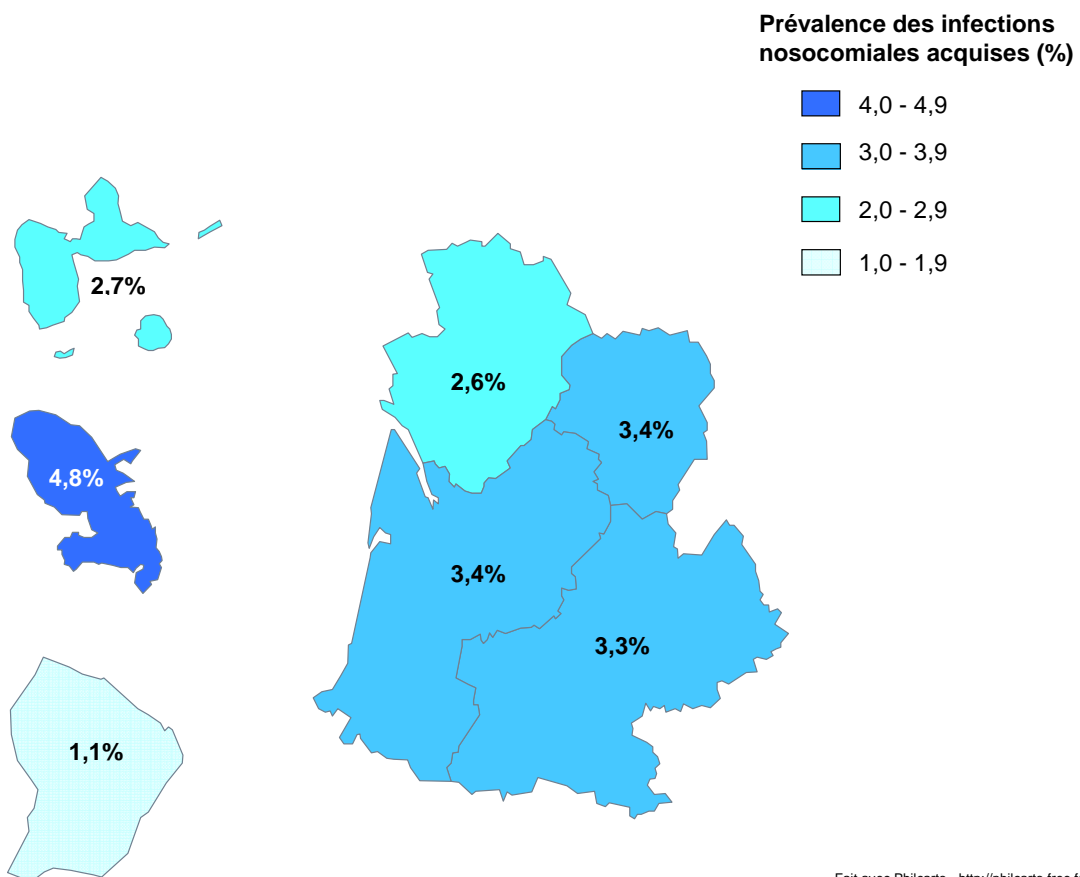 Prévalence des infections
nosocomiales acquises (%)
4,0 - 4,9
3,0 - 3,9
2,0 - 2,9
1,0 - 1,9
2,7%
2,6%
3,4%
4,8%
3,4%
3,3%
1,1%